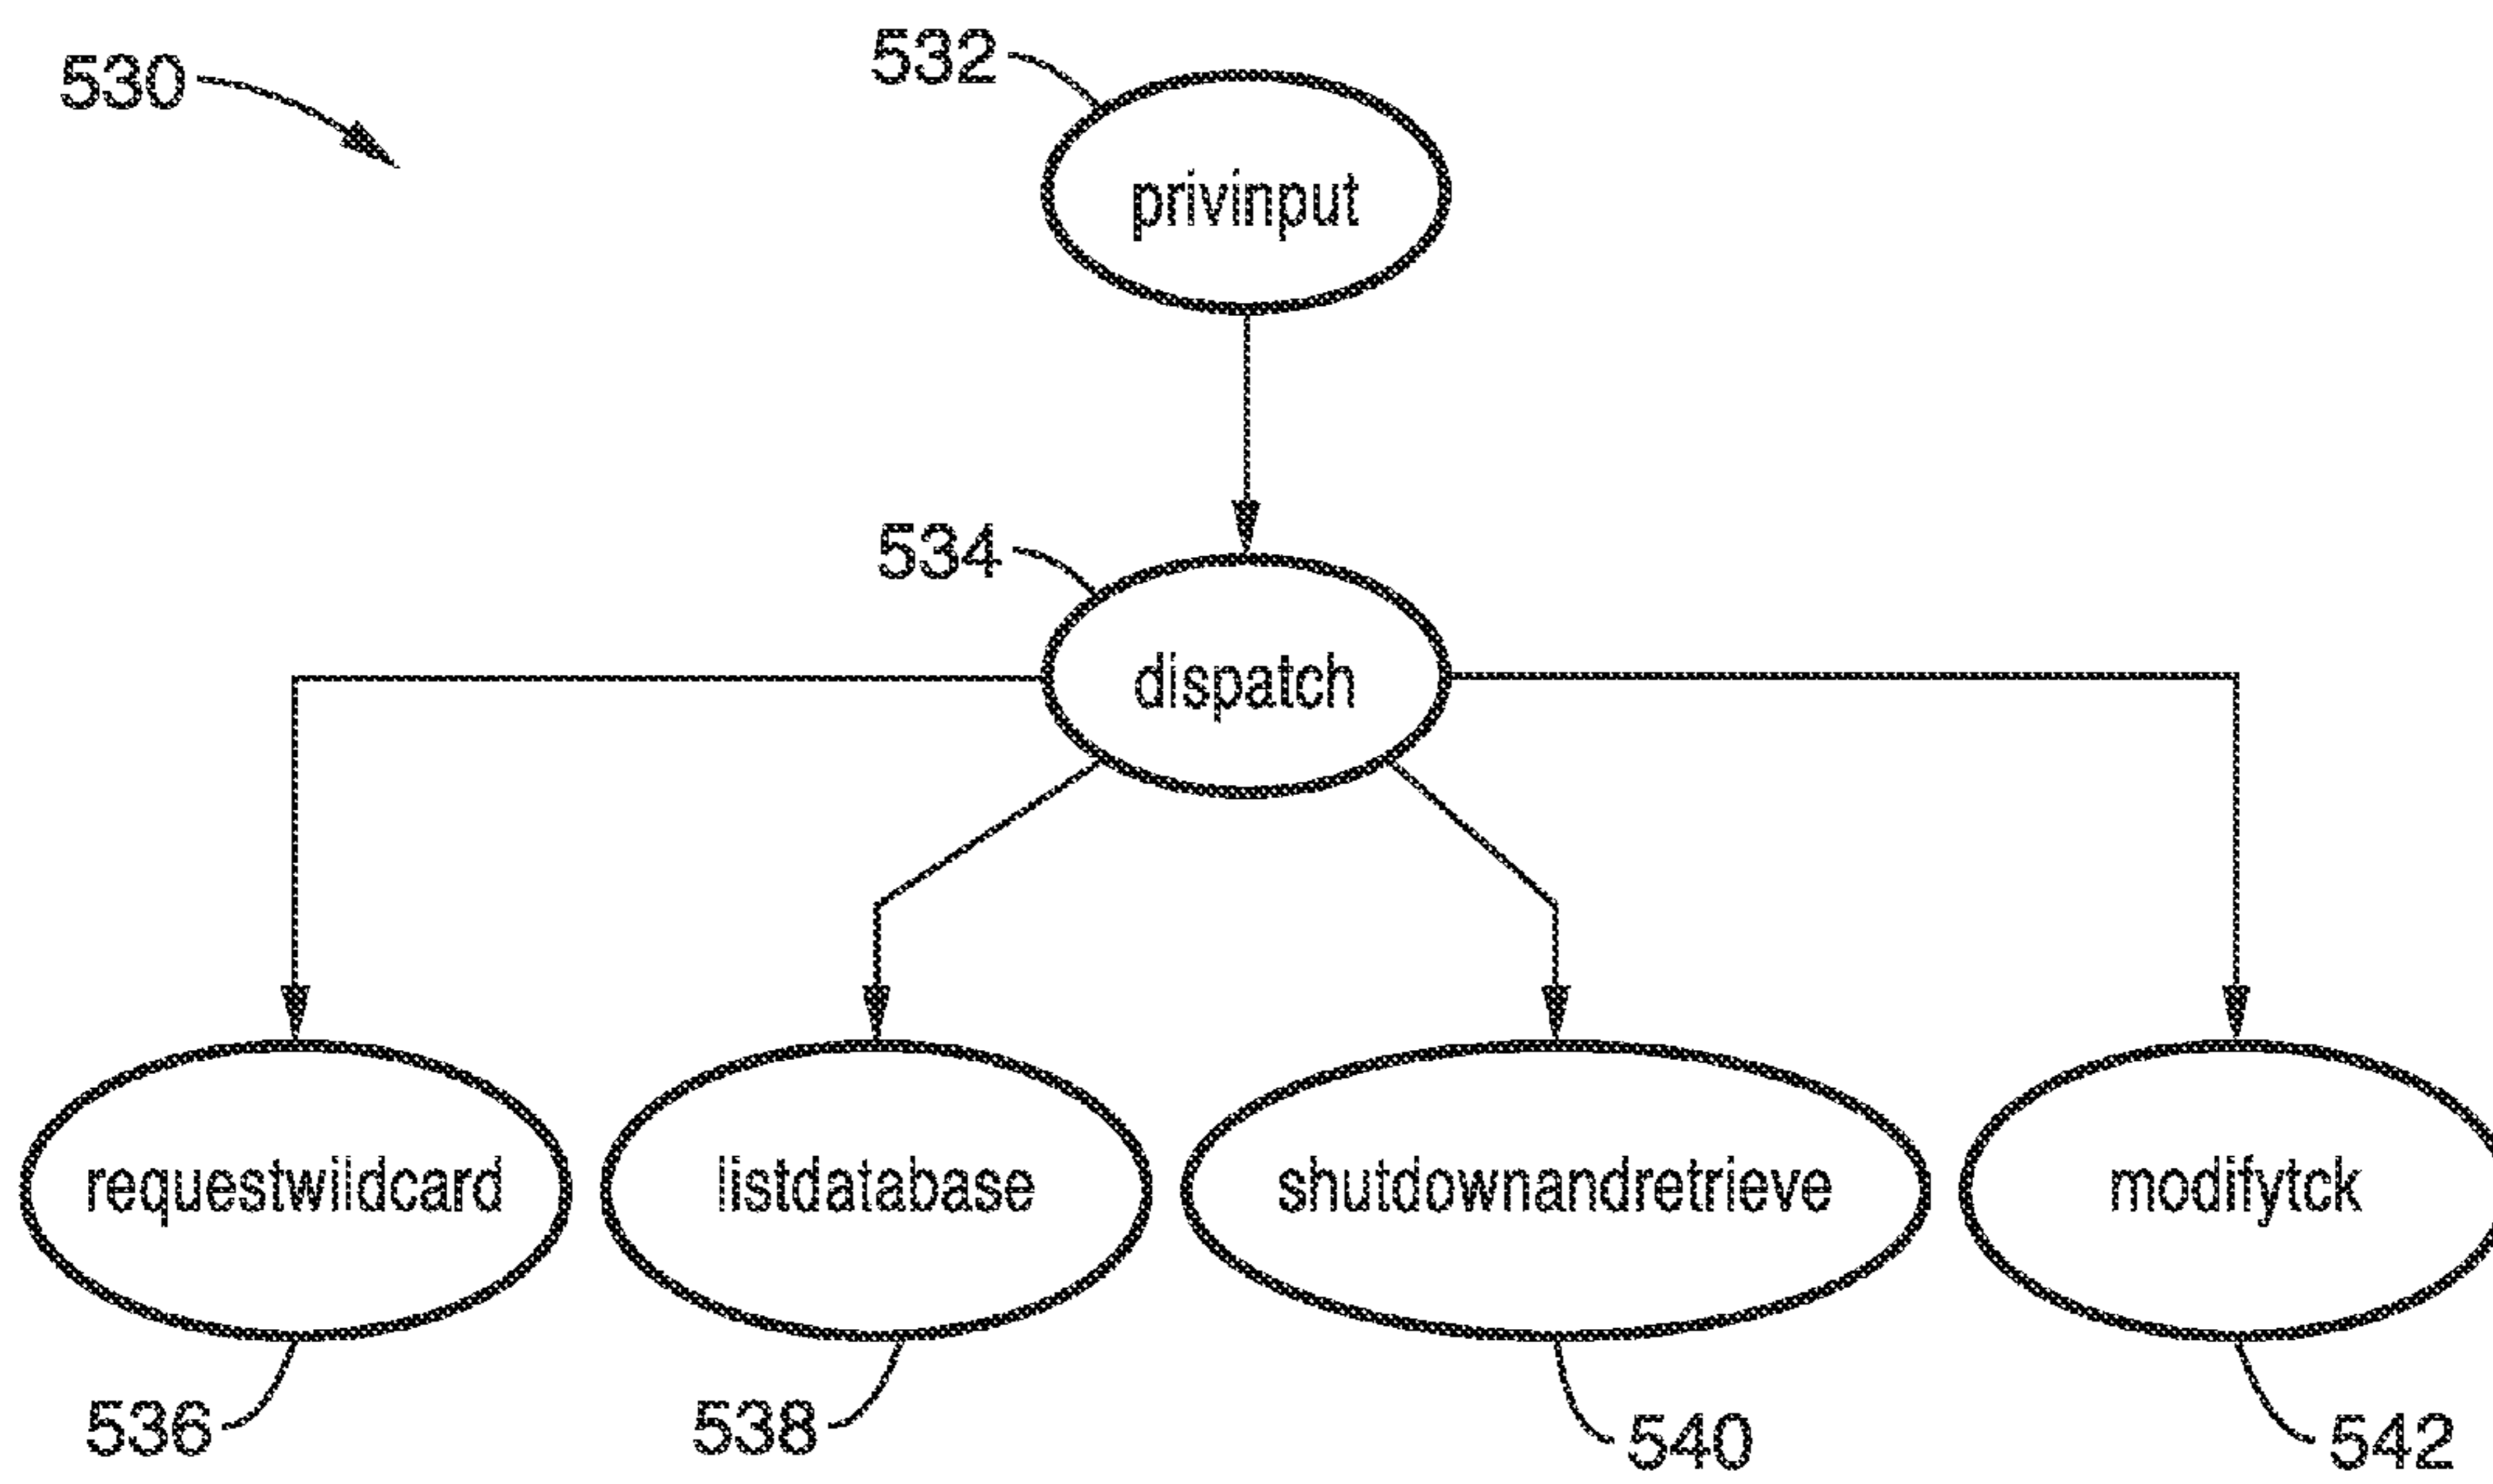 530
532
privinput
534
dispatch
requestwildcard
listdatabase
shutdownandretrieve
modifytck
536
538
540
542